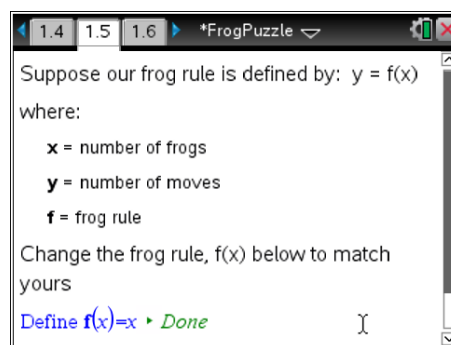 1.4 1.5 1.6 *FrogPuzzle
Suppose our frog rule is defined by: y = f(x)
where:
x = number of frogs
y = number of moves
f = frog rule
Change the frog rule, f(x) below to match
yours
Define f(x)=x ▸ Done